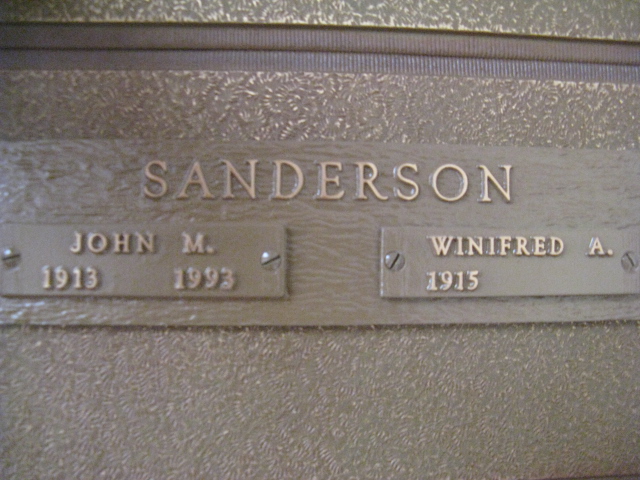 SANDERSON
JOHN M.
1913 1993
WINIFRED A.
1915